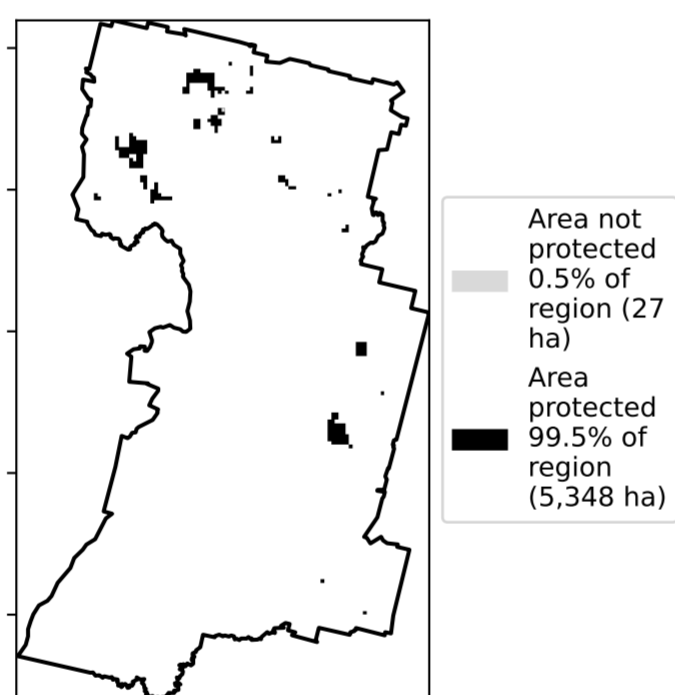 Area not
protected
0.5% of
region (27
ha)
Area
protected
99.5% of
region
(5,348 ha)